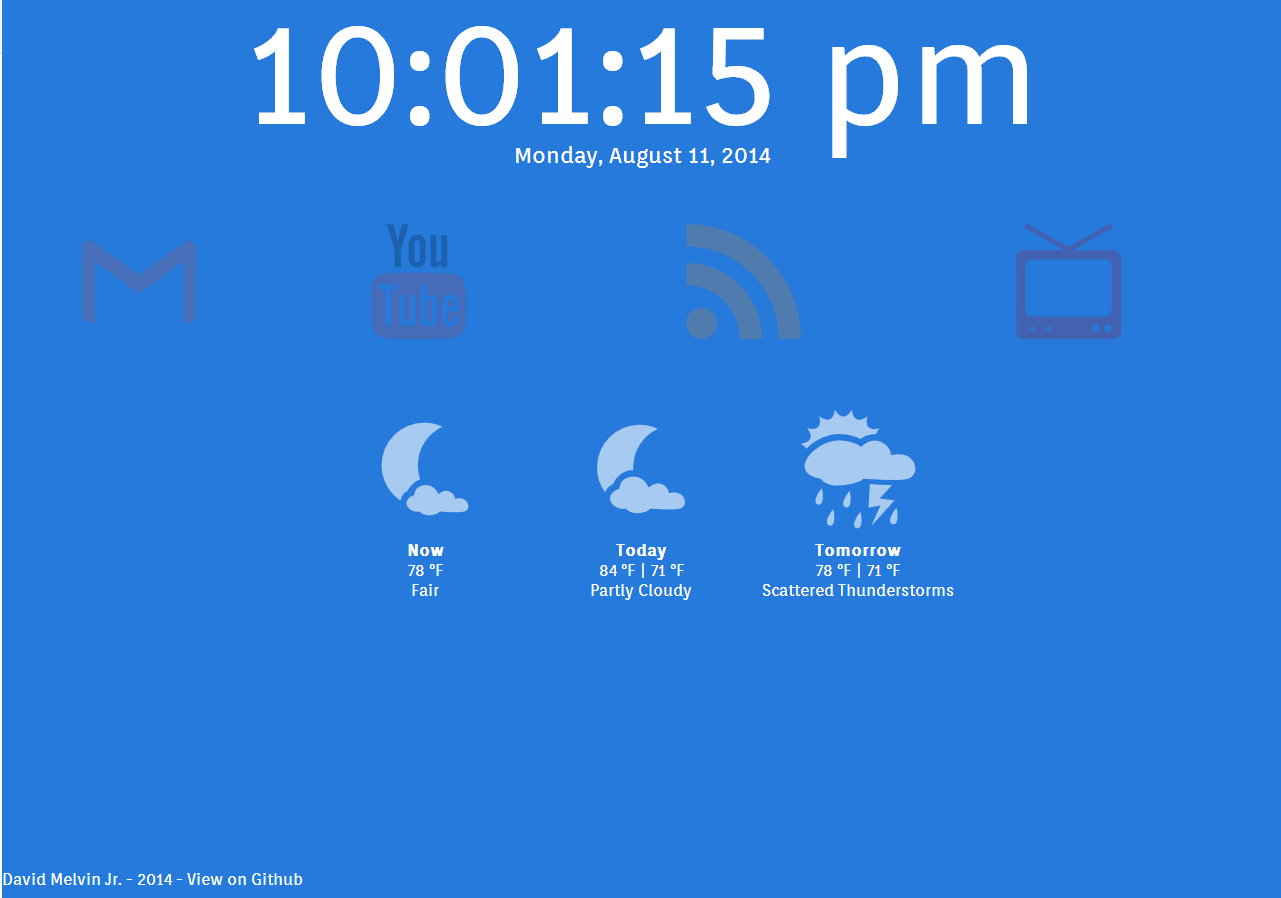 10:01:15 pm
Monday, August 11, 2014
You
Tube
Now
78 °F
Fair
Today
84 °F | 71 °F
Partly Cloudy
Tomorrow
78 °F | 71 °F
Scattered Thunderstorms
David Melvin Jr. - 2014 - View on Github